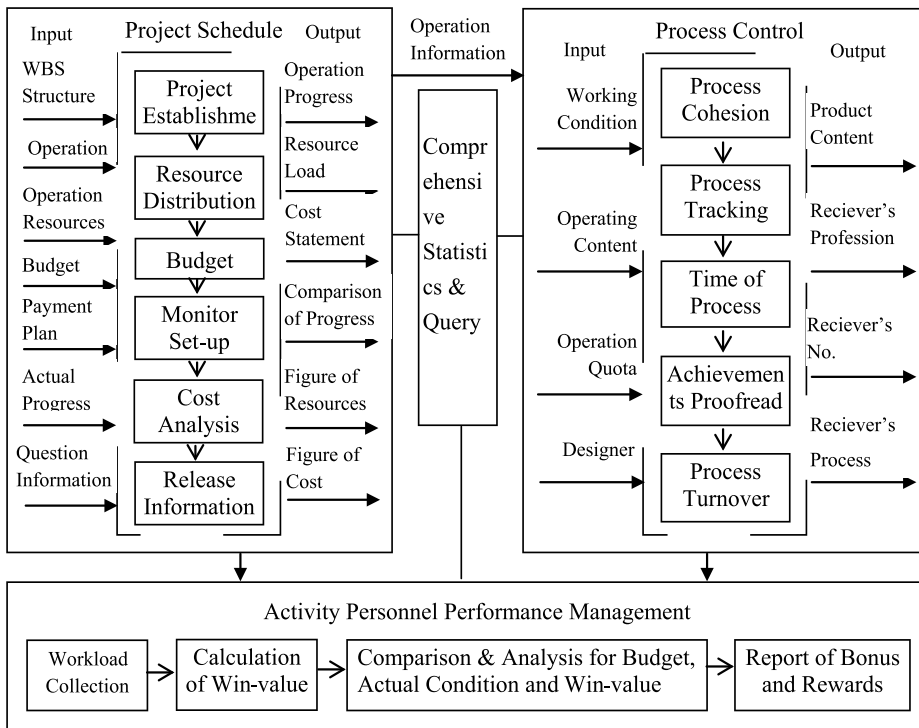 Project Schedule
Input
Output
WBS
Structure
Operation
Operation
Resources
Budget
Payment
Plan
Actual
Progress
Question
Information
Project
Establishme
Resource
Distribution
Budget
Monitor
Set-up
Cost
Analysis
Release
Information
Operation
Progress
Resource
Load
Cost
Statement
Comparison
of Progress
Figure of
Resources
Figure of
Cost
Operation
Information
Compr
ehensi
ve
Statisti
cs &
Query
Process Control
Input
Output
Working
Condition
Operating
Content
Operation
Quota
Designer
Process
Cohesion
Process
Tracking
Time of
Process
Achievemen
ts Proofread
Process
Turnover
Product
Content
Reciever's
Profession
Reciever's
No.
Reciever's
Process
Activity Personnel Performance Management
Workload
Collection
Calculation
of Win-value
Comparison & Analysis for Budget,
Actual Condition and Win-value
Report of Bonus
and Rewards